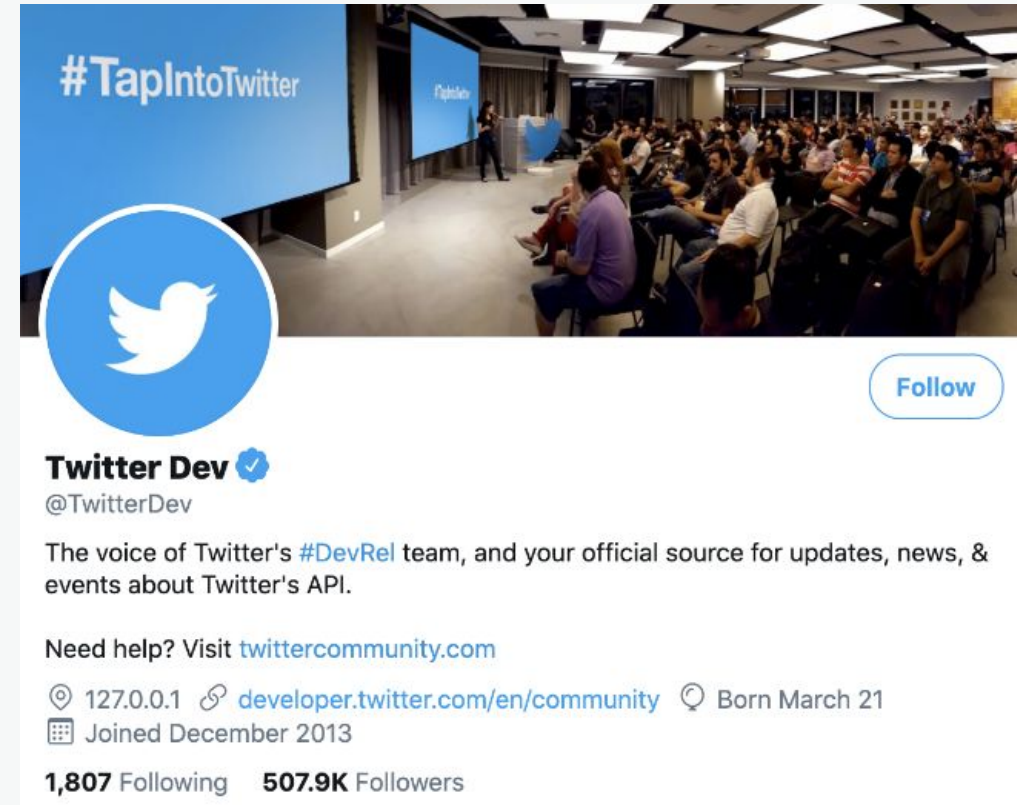 #TapIntoTwitter
#TapIntoTwitter
Follow
Twitter Dev
@TwitterDev
The voice of Twitter's #DevRel team, and your official source for updates, news, &
events about Twitter's API.
Need help? Visit twittercommunity.com
127.0.0.1 developer.twitter.com/en/community Born March 21
Joined December 2013
1,807 Following 507.9K Followers